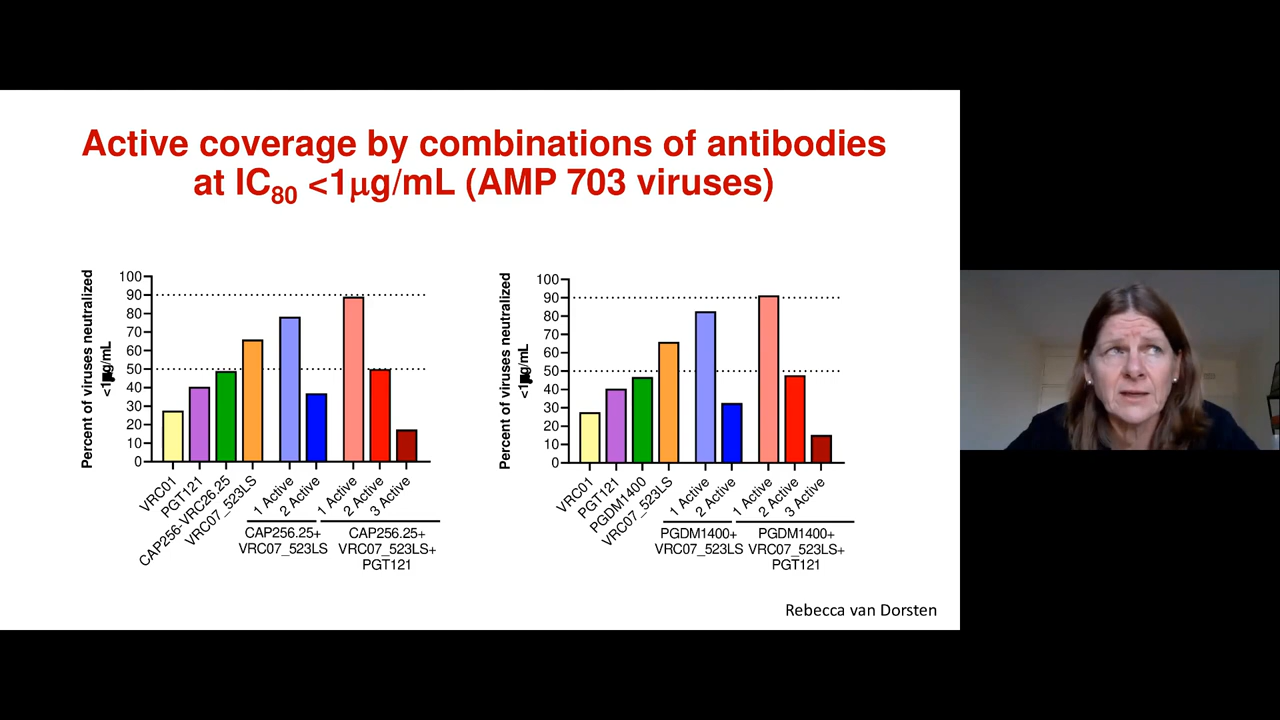 Active coverage by combinations of antibodies
at IC80 <1µg/mL (AMP 703 viruses)
Percent of viruses neutralized
<1µg/mL
100
90
80
70
60
50
40
30
20
10
0
VRC01
PGT121
CAP256-VRC26.25
VRC07_523LS
1 Active
2 Active
1 Active
2 Active
3 Active
CAP256.25+
VRC07_523LS
CAP256.25+
VRC07_523LS+
PGT121
Percent of viruses neutralized
<1µg/mL
100
90
80
70
60
50
40
30
20
10
0
VRC01
PGT121
PGDM1400
VRC07_523LS
1 Active
2 Active
1 Active
2 Active
3 Active
PGDM1400+
VRC07_523LS
PGDM1400+
VRC07_523LS+
PGT121
Rebecca van Dorsten